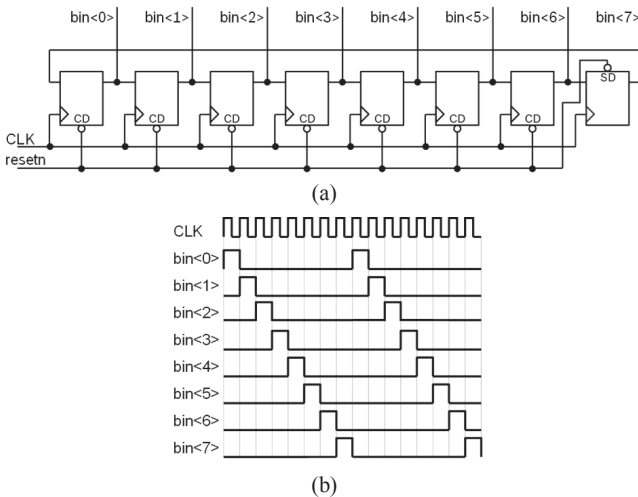 bin<0> bin<1> bin<2> bin<3> bin<4> bin<5> bin<6> bin<7>
SD
CD CD CD CD CD CD CD
CLK
resetn
(a)
CLK
bin<0>
bin<1>
bin<2>
bin<3>
bin<4>
bin<5>
bin<6>
bin<7>
(b)